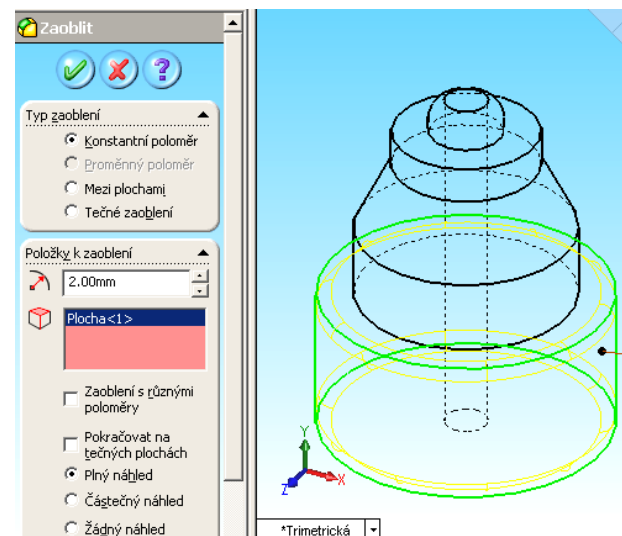 Zaoblit
?
Typ zaoblení
Konstantní poloměr
Proměnný poloměr
Mezi plochami
Tečné zaoblení
Položky k zaoblení
2.00mm
Plocha<1>
Zaoblení s různými
poloměry
Pokračovat na
tečných plochách
Plný náhled
Částečný náhled
Žádný náhled
Y
X
Z
*Trimetrická